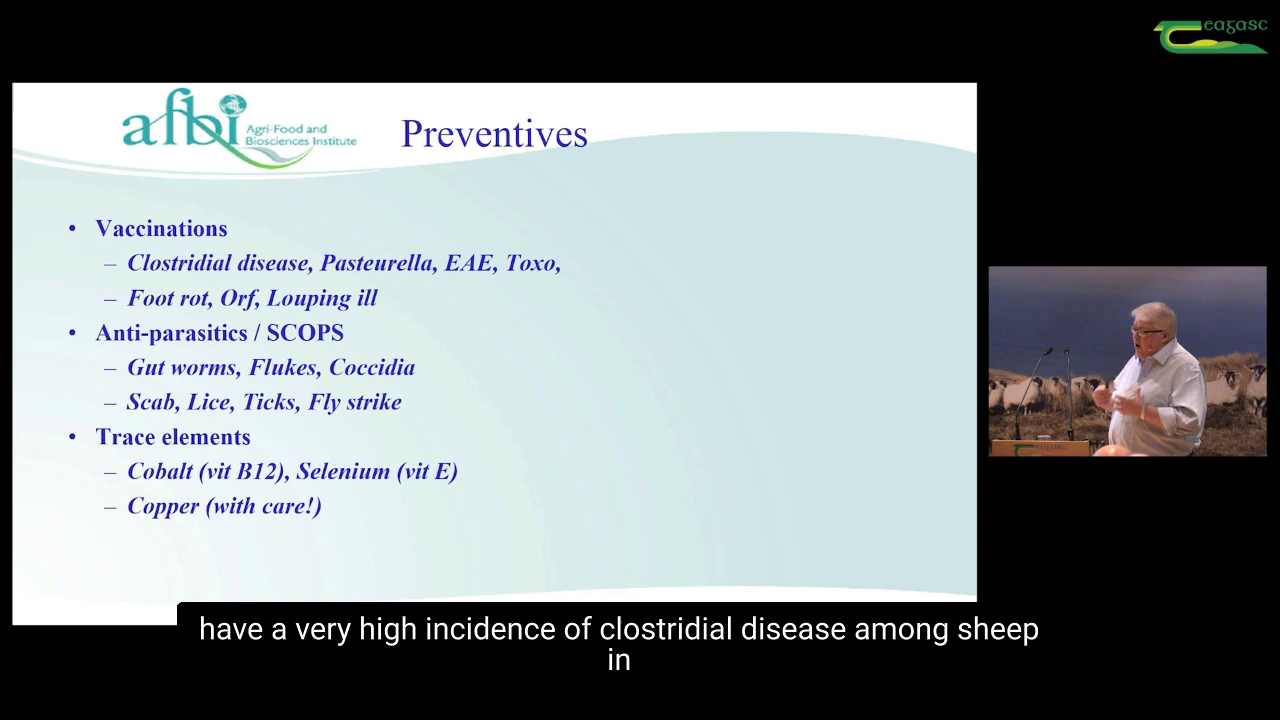 eagasc
afbi
Agri-Food and
Biosciences Institute
Preventives
• Vaccinations
– Clostridial disease, Pasteurella, EAE, Toxo,
– Foot rot, Orf, Louping ill
• Anti-parasitics / SCOPS
– Gut worms, Flukes, Coccidia
– Scab, Lice, Ticks, Fly strike
• Trace elements
– Cobalt (vit B12), Selenium (vit E)
– Copper (with care!)
eagasc
have a very high incidence of clostridial disease among sheep
in